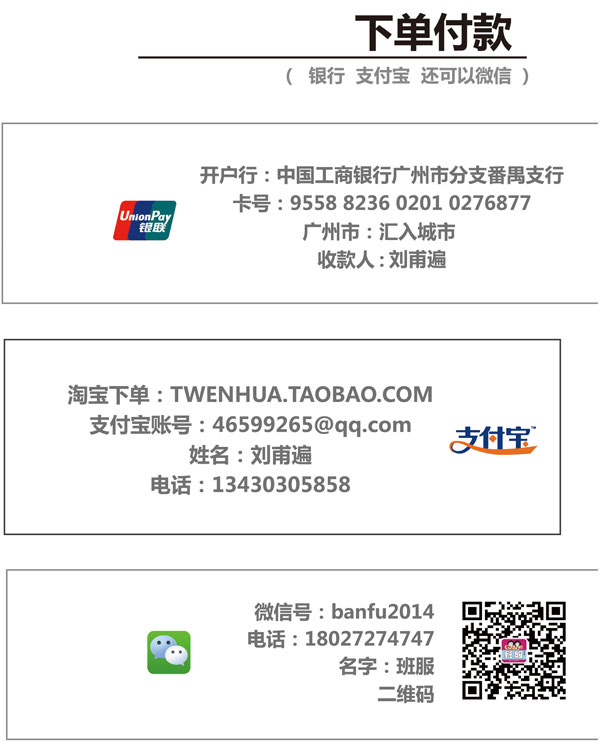 下单付款
（ 银行 支付宝 还可以微信 ）
开户行：中国工商银行广州市分支番禺支行
UnionPay
银联
卡号：9558 8236 0201 0276877
广州市：汇入城市
收款人：刘甫遍
淘宝下单：TWENHUA.TAOBAO.COM
支付宝账号：46599265@qq.com
支付宝™
姓名：刘甫遍
电话：13430305858
微信号：banfu2014
电话：18027274747
名字：班服
二维码